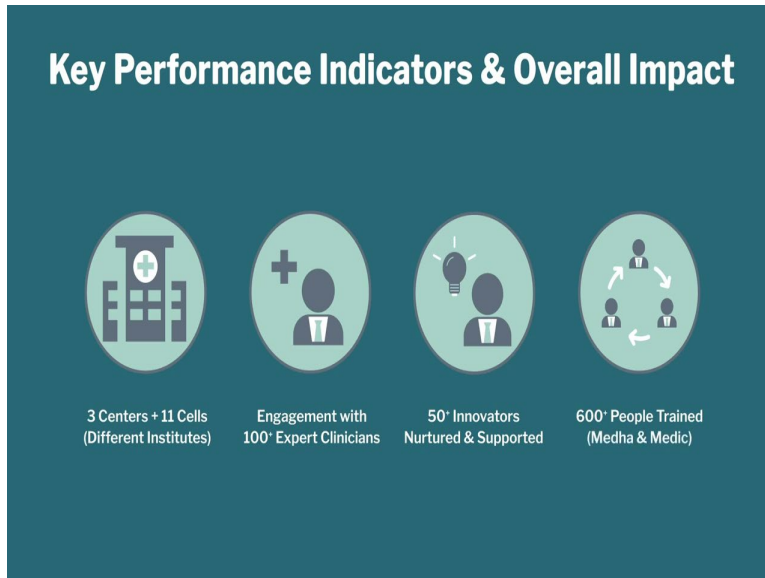 Key Performance Indicators & Overall Impact
3 Centers + 11 Cells
(Different Institutes)
Engagement with
100+ Expert Clinicians
50+ Innovators
Nurtured & Supported
600+ People Trained
(Medha & Medic)